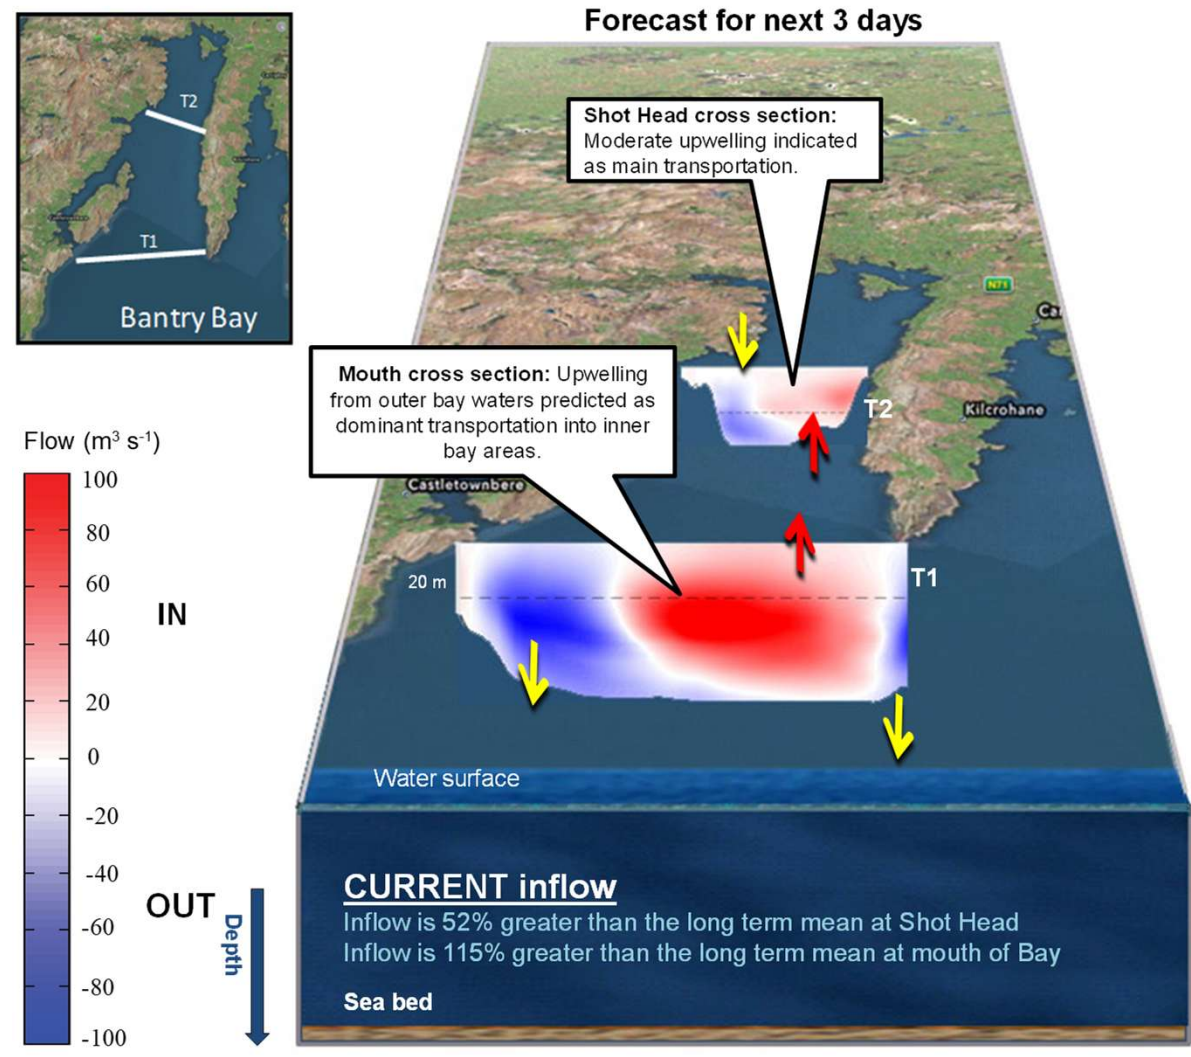 Forecast for next 3 days
T2
T1
Bantry Bay
Shot Head cross section:
Moderate upwelling indicated
as main transportation.
N71
Mouth cross section: Upwelling
from outer bay waters predicted as
dominant transportation into inner
bay areas.
T2
Kilcrohane
Castletownbere
Flow (m³ s⁻¹)
100
80
60
40
20
0
-20
-40
-60
-80
-100
IN
OUT
Depth
20 m
T1
Water surface
CURRENT inflow
Inflow is 52% greater than the long term mean at Shot Head
Inflow is 115% greater than the long term mean at mouth of Bay
Sea bed